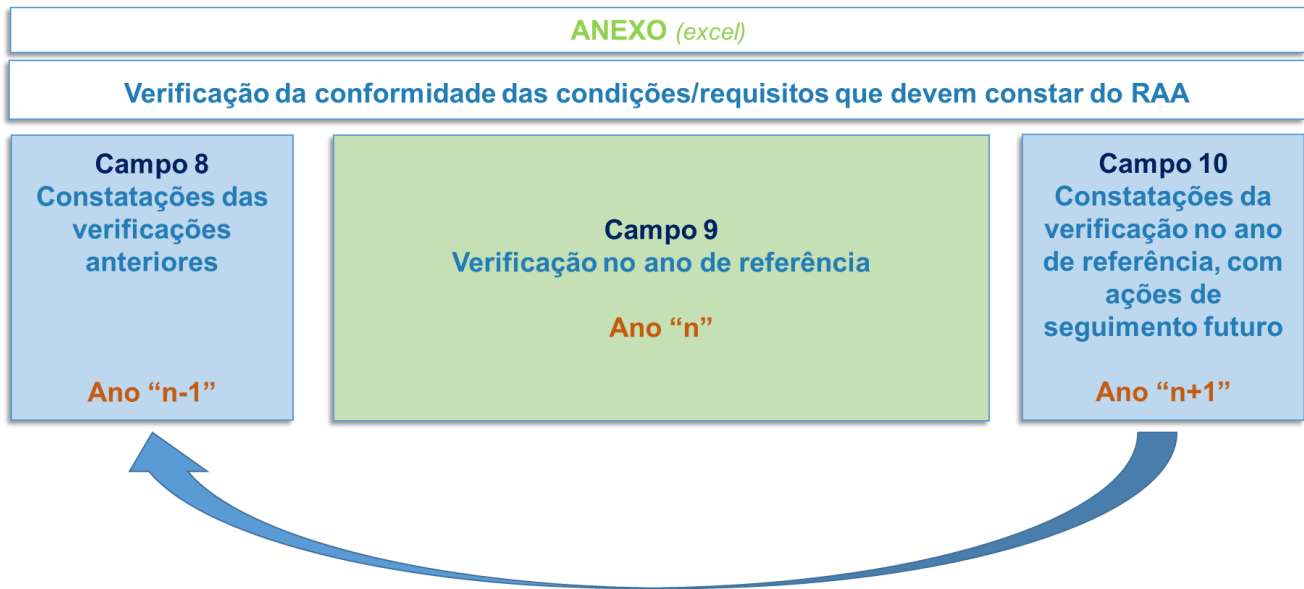 ANEXO (excel)
Verificação da conformidade das condições/requisitos que devem constar do RAA
Campo 8
Constatações das
verificações
anteriores
Ano “n-1”
Campo 9
Verificação no ano de referência
Ano “n”
Campo 10
Constatações da
verificação no ano
de referência, com
ações de
seguimento futuro
Ano “n+1”